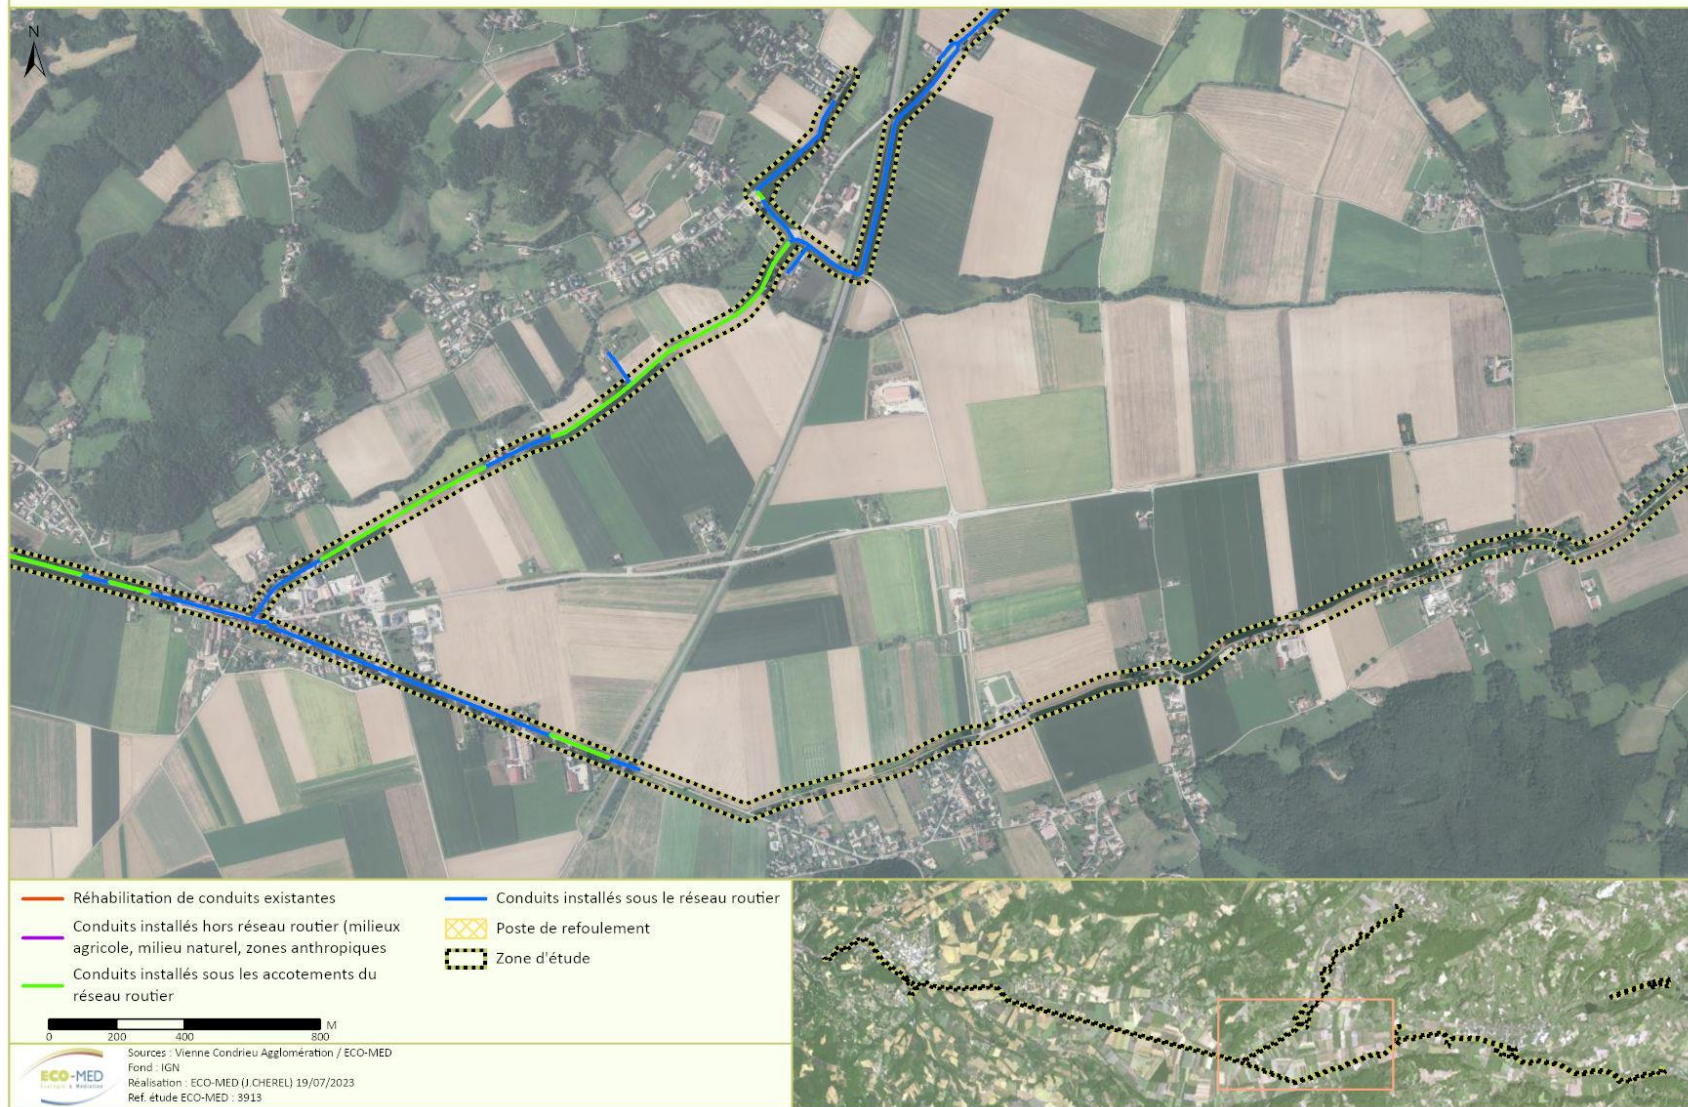 N
Réhabilitation de conduits existantes
Conduits installés hors réseau routier (milieux
agricole, milieu naturel, zones anthropiques
Conduits installés sous les accotements du
réseau routier
Conduits installés sous le réseau routier
Poste de refoulement
Zone d'étude
M
0 200 400 800
ECO-MED
Ecologie & Médiation
Sources : Vienne Condrieu Agglomération / ECO-MED
Fond : IGN
Réalisation : ECO-MED (J.CHEREL) 19/07/2023
Ref. étude ECO-MED : 3913